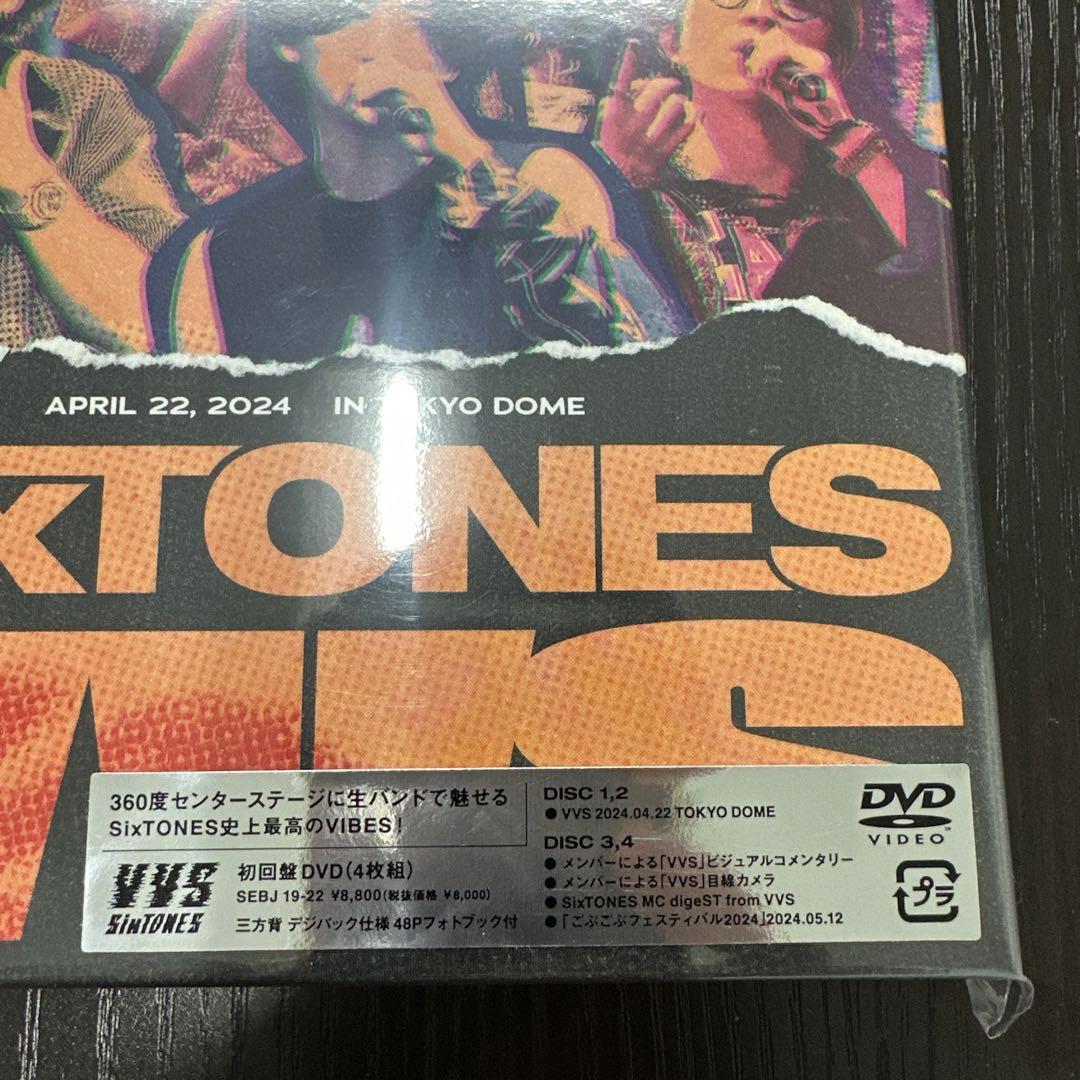 APRIL 22, 2024 IN TOKYO DOME
SixTONES
VVS
360度センターステージに生バンドで魅せる
SixTONES史上最高のVIBES!
VVS
SixTONES
初回盤DVD(4枚組)
SEBJ 19-22 ¥8,800(税抜価格 ¥8,000)
三方背 デジパック仕様 48Pフォトブック付
DISC 1,2
● VVS 2024.04.22 TOKYO DOME
DISC 3,4
● メンバーによる「VVS」ビジュアルコメンタリー
● メンバーによる「VVS」目線カメラ
● SixTONES MC digeST from VVS
● 「ごぶごぶフェスティバル2024」2024.05.12
DVD
VIDEO™
プラ